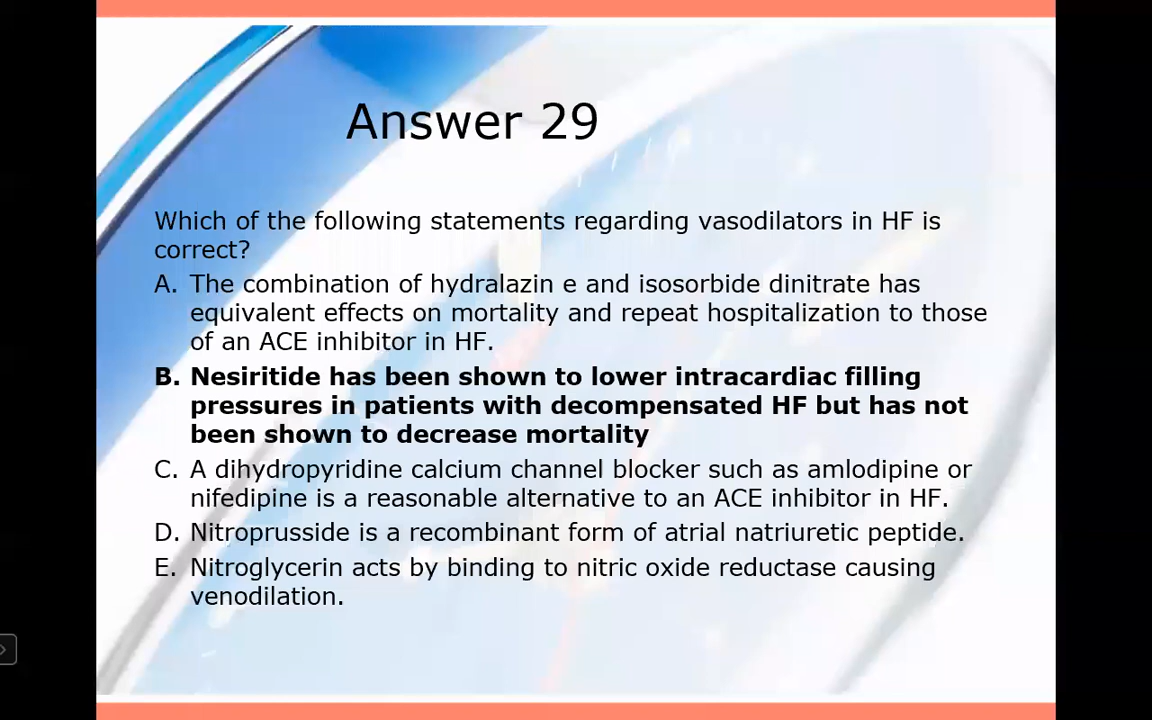 Answer 29
Which of the following statements regarding vasodilators in HF is
correct?
A. The combination of hydralazin e and isosorbide dinitrate has
equivalent effects on mortality and repeat hospitalization to those
of an ACE inhibitor in HF.
B. Nesiritide has been shown to lower intracardiac filling
pressures in patients with decompensated HF but has not
been shown to decrease mortality
C. A dihydropyridine calcium channel blocker such as amlodipine or
nifedipine is a reasonable alternative to an ACE inhibitor in HF.
D. Nitroprusside is a recombinant form of atrial natriuretic peptide.
E. Nitroglycerin acts by binding to nitric oxide reductase causing
venodilation.